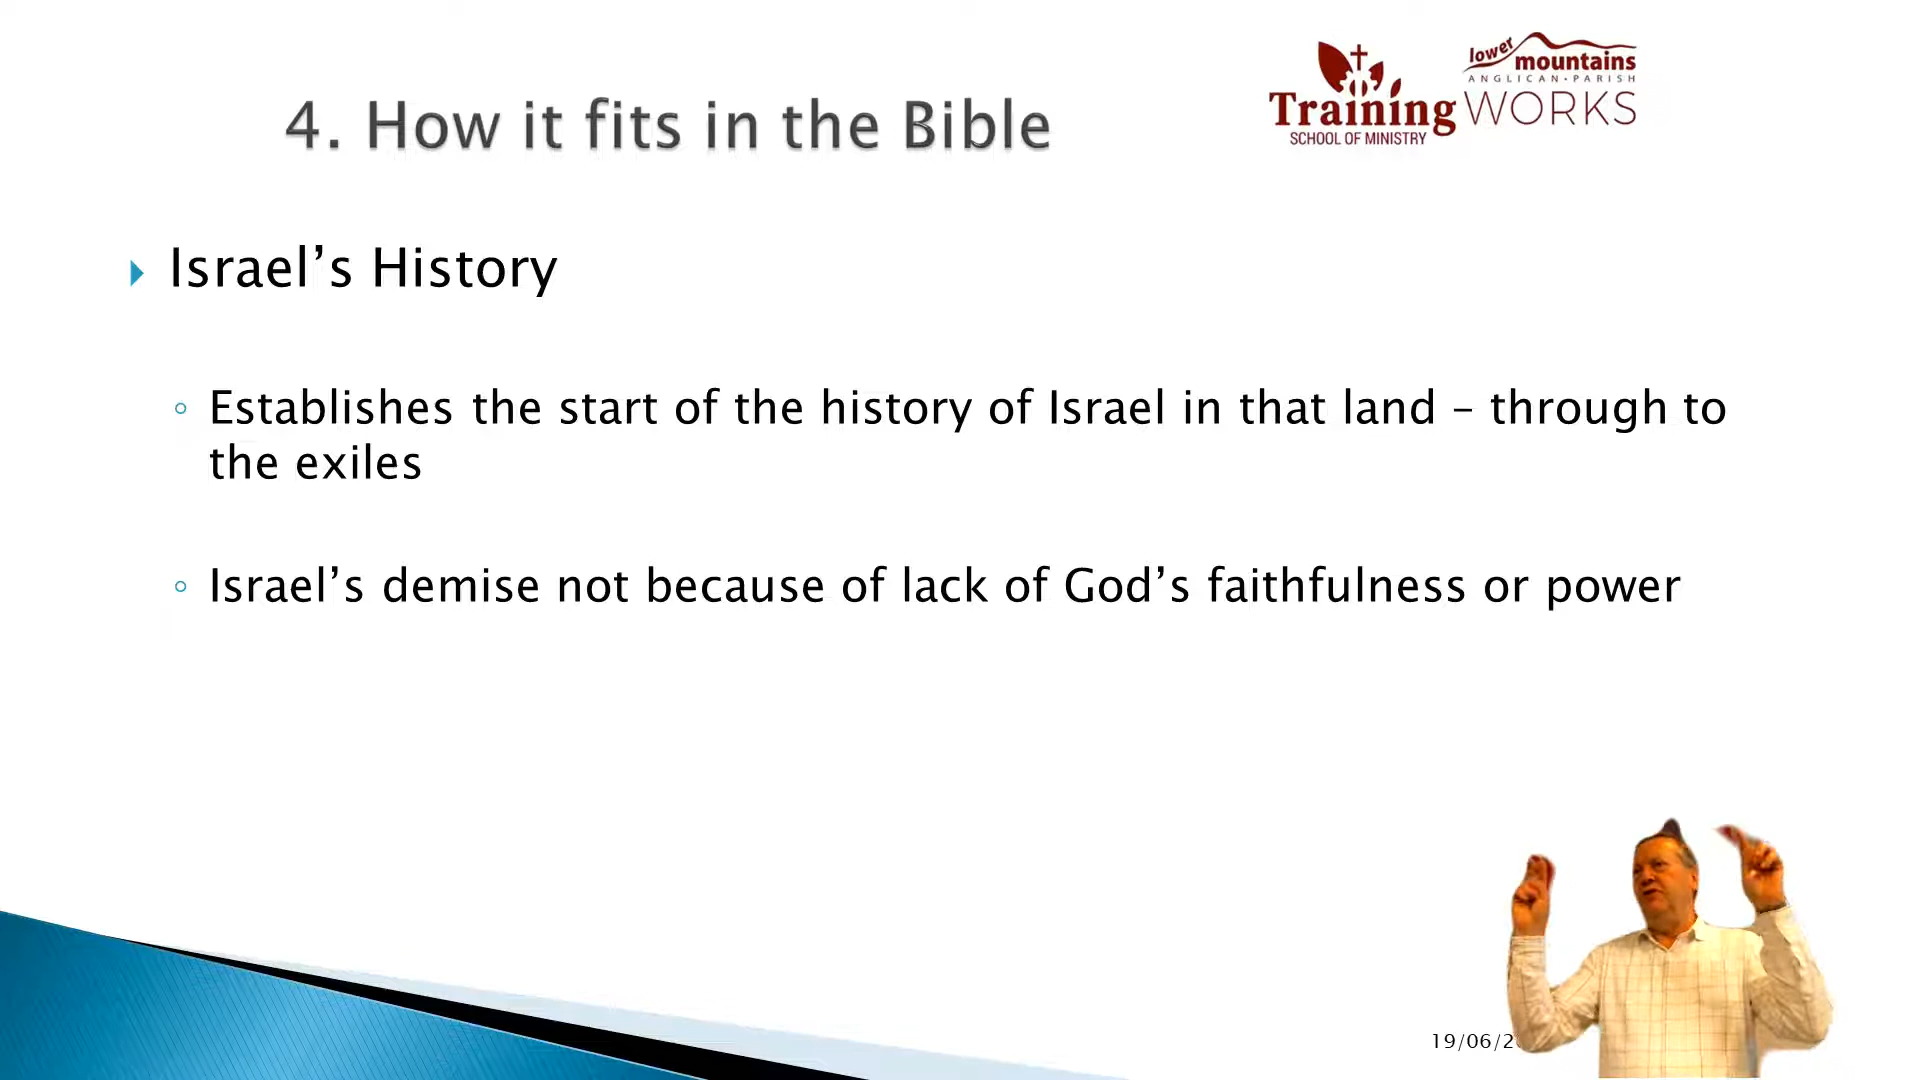 4. How it fits in the Bible
lower
mountains
ANGLICAN • PARISH
Training WORKS
SCHOOL OF MINISTRY
Israel’s History
Establishes the start of the history of Israel in that land – through to
the exiles
Israel’s demise not because of lack of God’s faithfulness or power
19/06/2